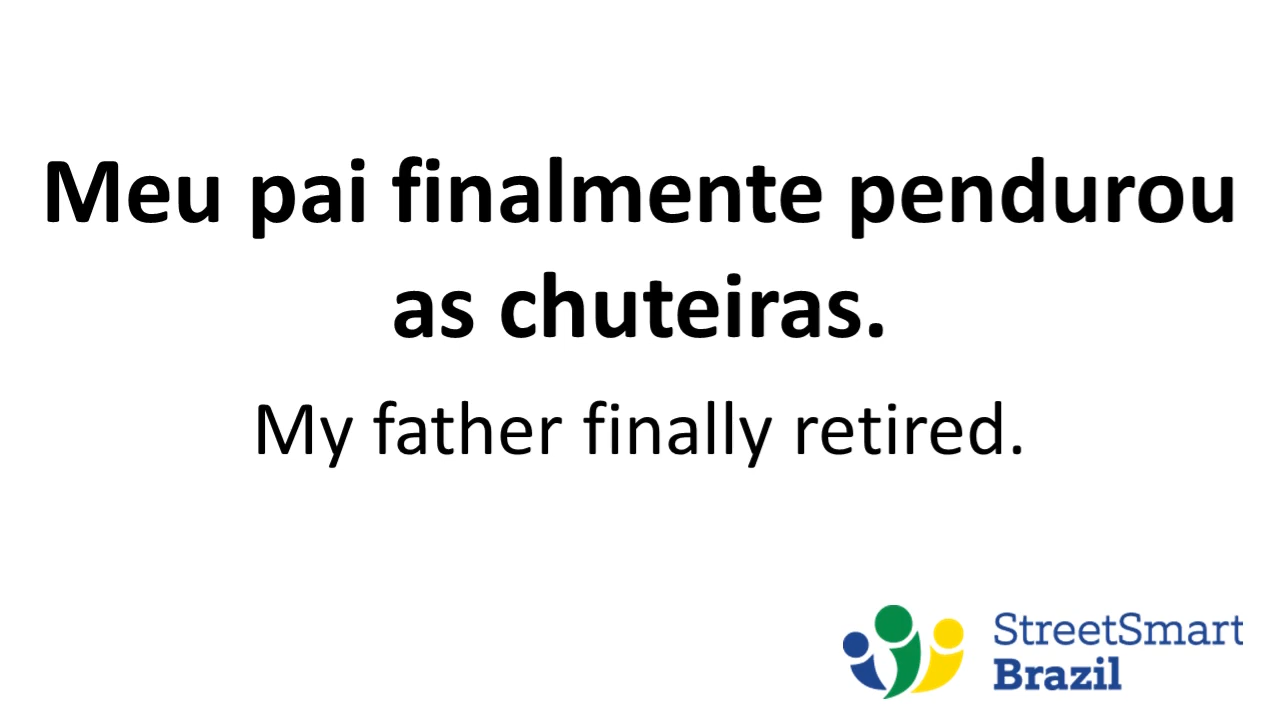 Meu pai finalmente pendurou
as chuteiras.
My father finally retired.
StreetSmart
Brazil